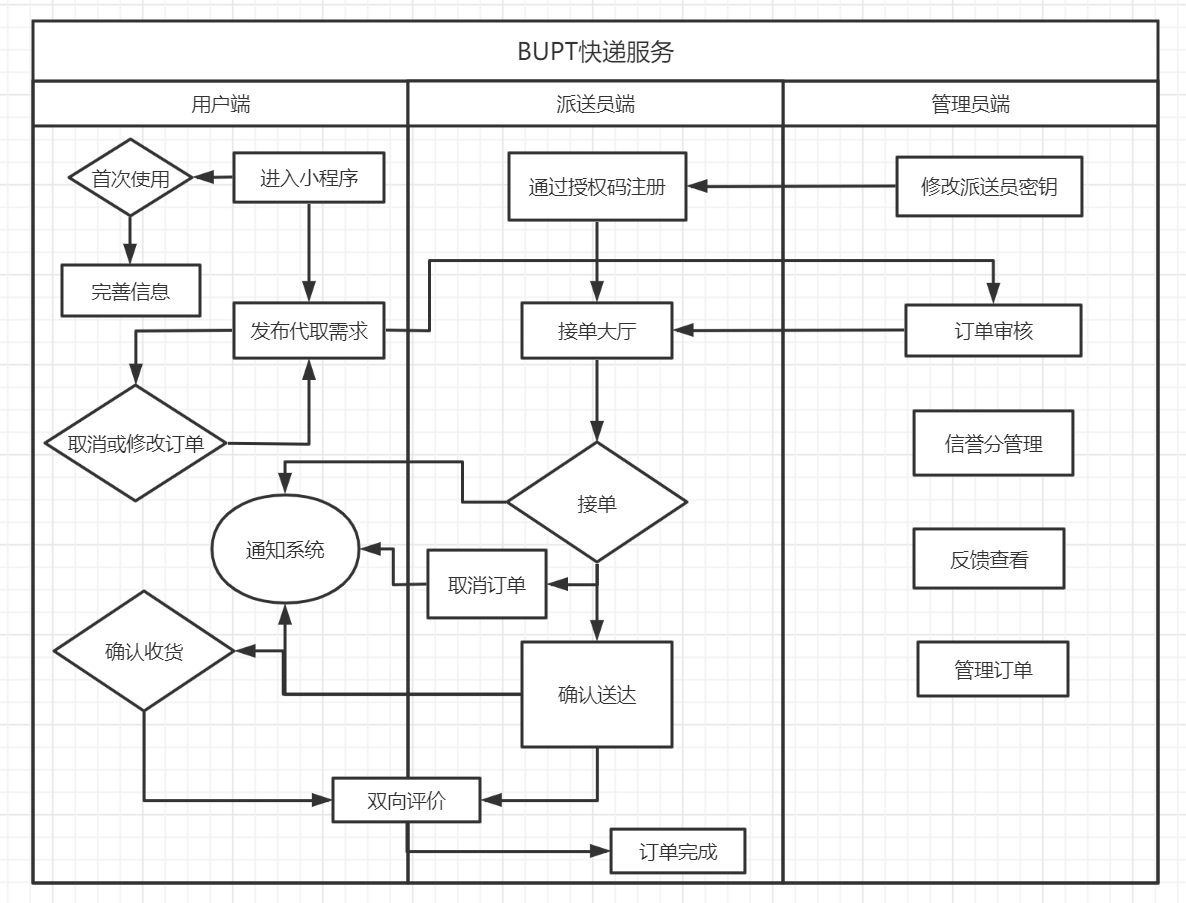 BUPT快递服务
用户端
派送员端
管理员端
首次使用
进入小程序
通过授权码注册
修改派送员密钥
完善信息
发布代取需求
接单大厅
订单审核
取消或修改订单
信誉分管理
接单
通知系统
取消订单
反馈查看
确认收货
确认送达
管理订单
双向评价
订单完成